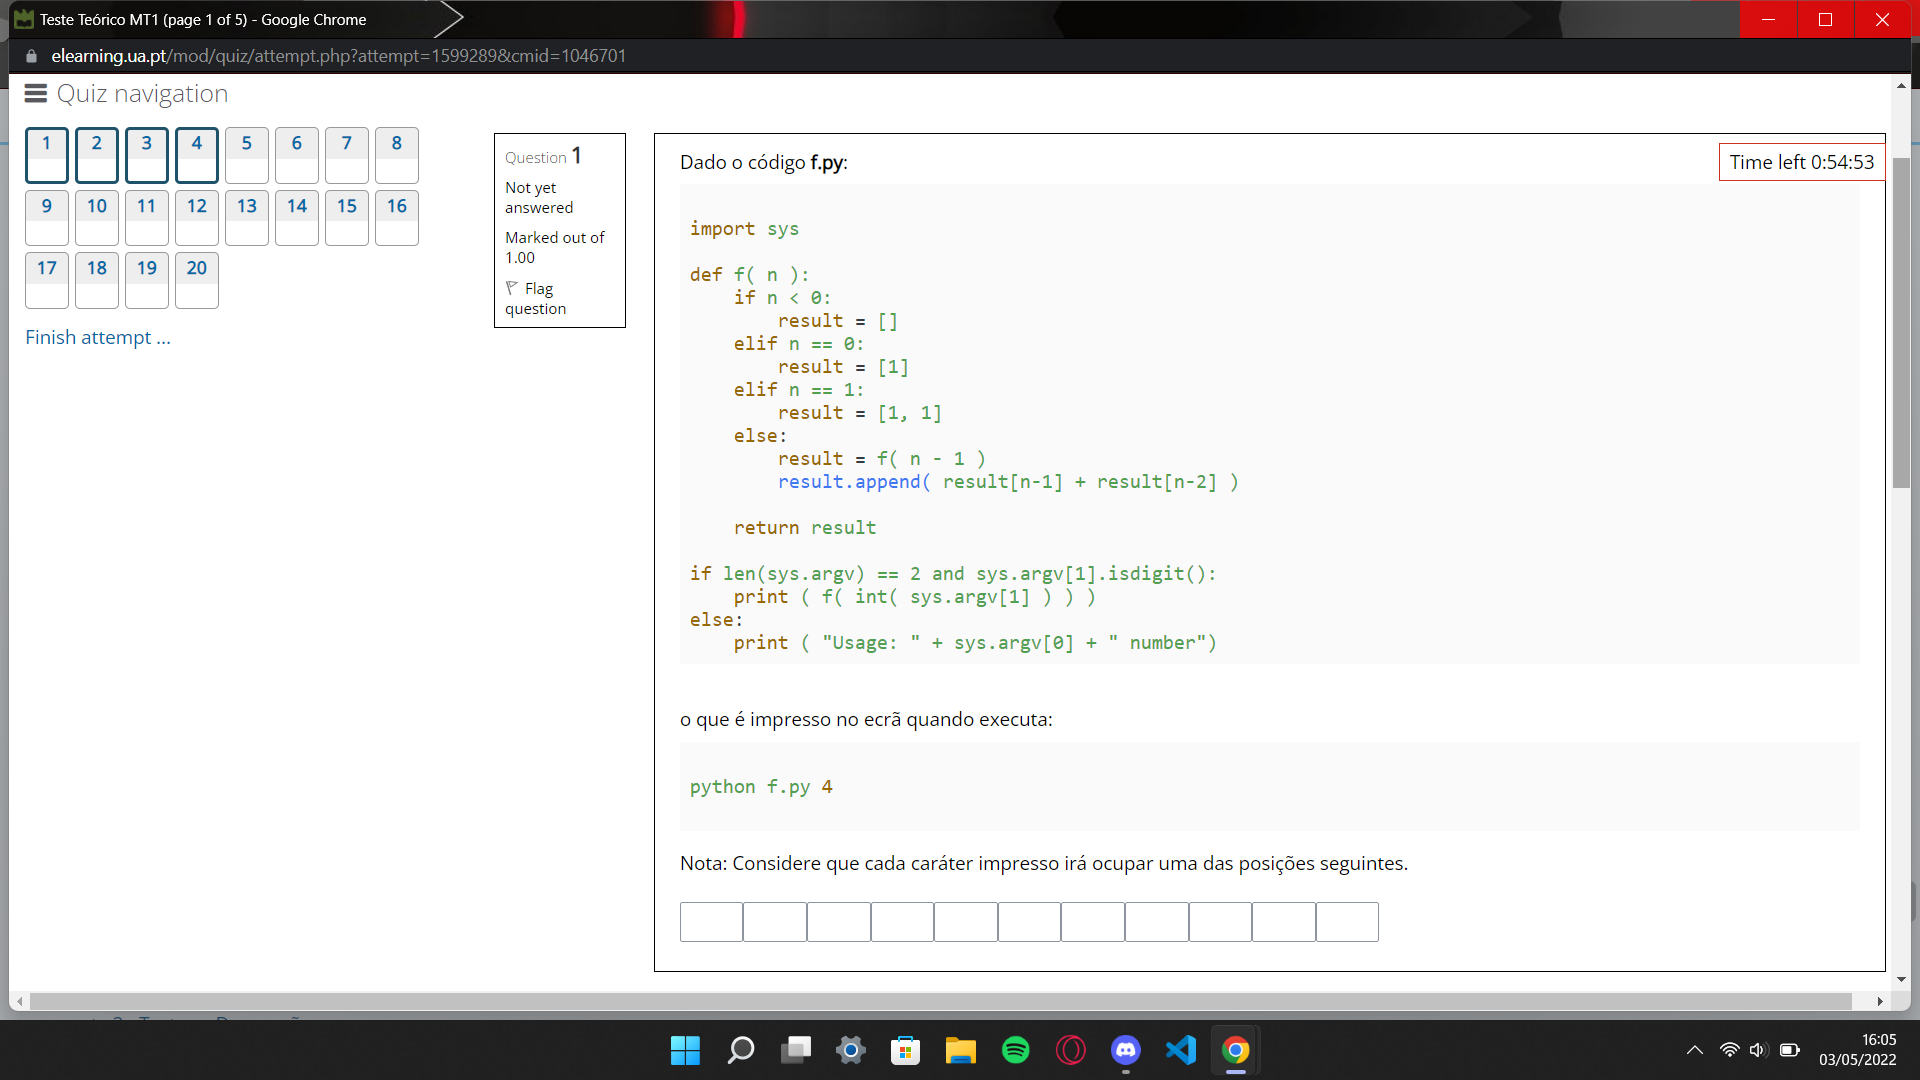 Teste Teórico MT1 (page 1 of 5) - Google Chrome
elearning.ua.pt/mod/quiz/attempt.php?attempt=1599289&cmid=1046701
Quiz navigation
1 2 3 4 5 6 7 8
9 10 11 12 13 14 15 16
17 18 19 20
Finish attempt ...
Question 1
Not yet
answered
Marked out of
1.00
Flag
question
Time left 0:54:53
Dado o código f.py:
import sys
def f( n ):
    if n < 0:
        result = []
    elif n == 0:
        result = [1]
    elif n == 1:
        result = [1, 1]
    else:
        result = f( n - 1 )
        result.append( result[n-1] + result[n-2] )
    return result
if len(sys.argv) == 2 and sys.argv[1].isdigit():
    print ( f( int( sys.argv[1] ) ) )
else:
    print ( "Usage: " + sys.argv[0] + " number")
o que é impresso no ecrã quando executa:
python f.py 4
Nota: Considere que cada caráter impresso irá ocupar uma das posições seguintes.
16:05
03/05/2022